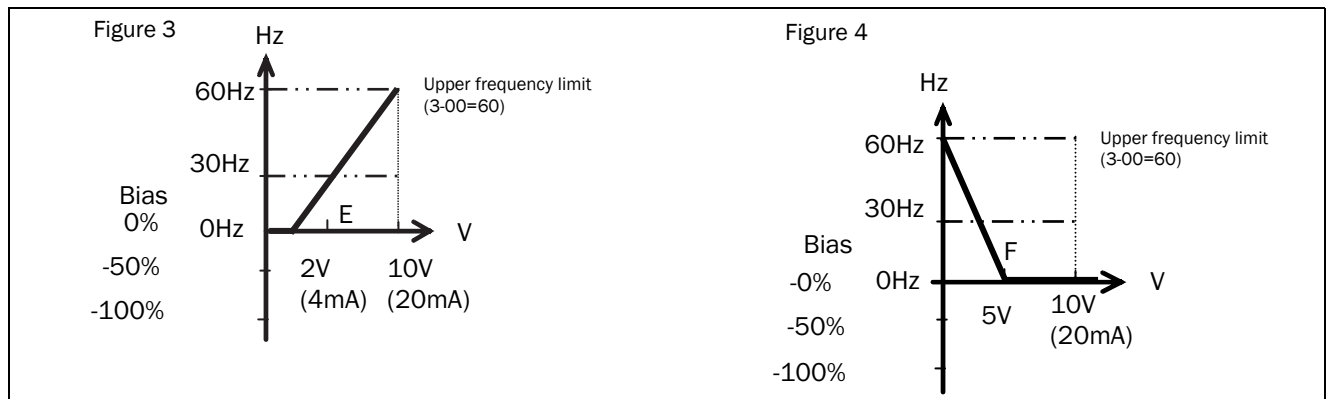 Figure 3
Hz
60Hz
Upper frequency limit
(3-00=60)
30Hz
Bias
0%
0Hz
E
V
-50%
2V
10V
(4mA)
(20mA)
-100%
Figure 4
Hz
60Hz
Upper frequency limit
(3-00=60)
30Hz
Bias
F
-0%
0Hz
V
5V
10V
-50%
(20mA)
-100%